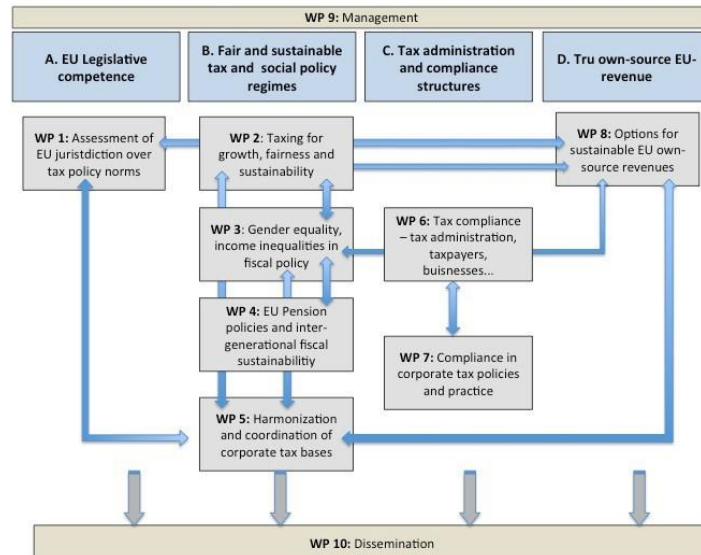 WP 9: Management
A. EU Legislative
competence
B. Fair and sustainable
tax and social policy
regimes
C. Tax administration
and compliance
structures
D. Tru own-source EU-
revenue
WP 1: Assessment of
EU juristdiction over
tax policy norms
WP 2: Taxing for
growth, fairness and
sustainability
WP 8: Options for
sustainable EU own-
source revenues
WP 3: Gender equality,
income inequalities in
fiscal policy
WP 6: Tax compliance
– tax administration,
taxpayers,
buisnesses...
WP 4: EU Pension
policies and inter-
generational fiscal
sustainabilitiy
WP 7: Compliance in
corporate tax policies
and practice
WP 5: Harmonization
and coordination of
corporate tax bases
WP 10: Dissemination